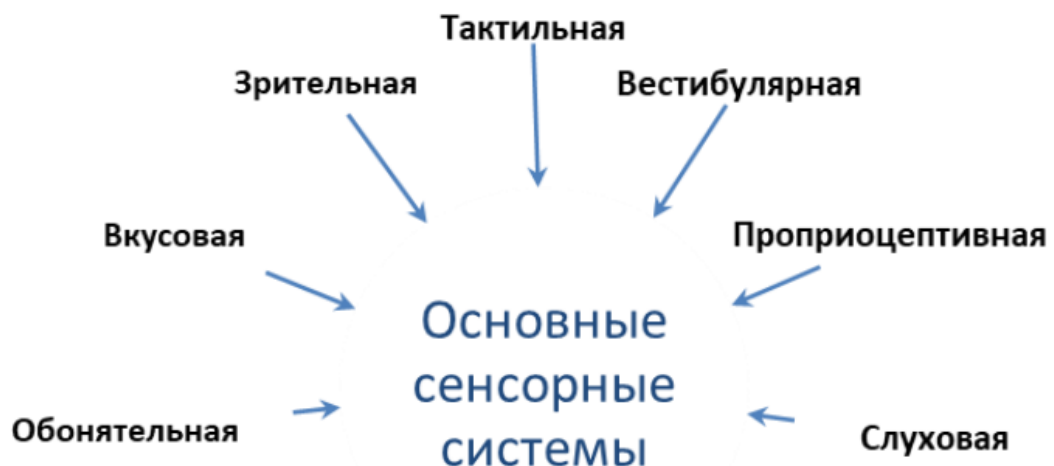 Тактильная
Зрительная
Вестибулярная
Вкусовая
Проприоцептивная
Основные
сенсорные
системы
Обонятельная
Слуховая